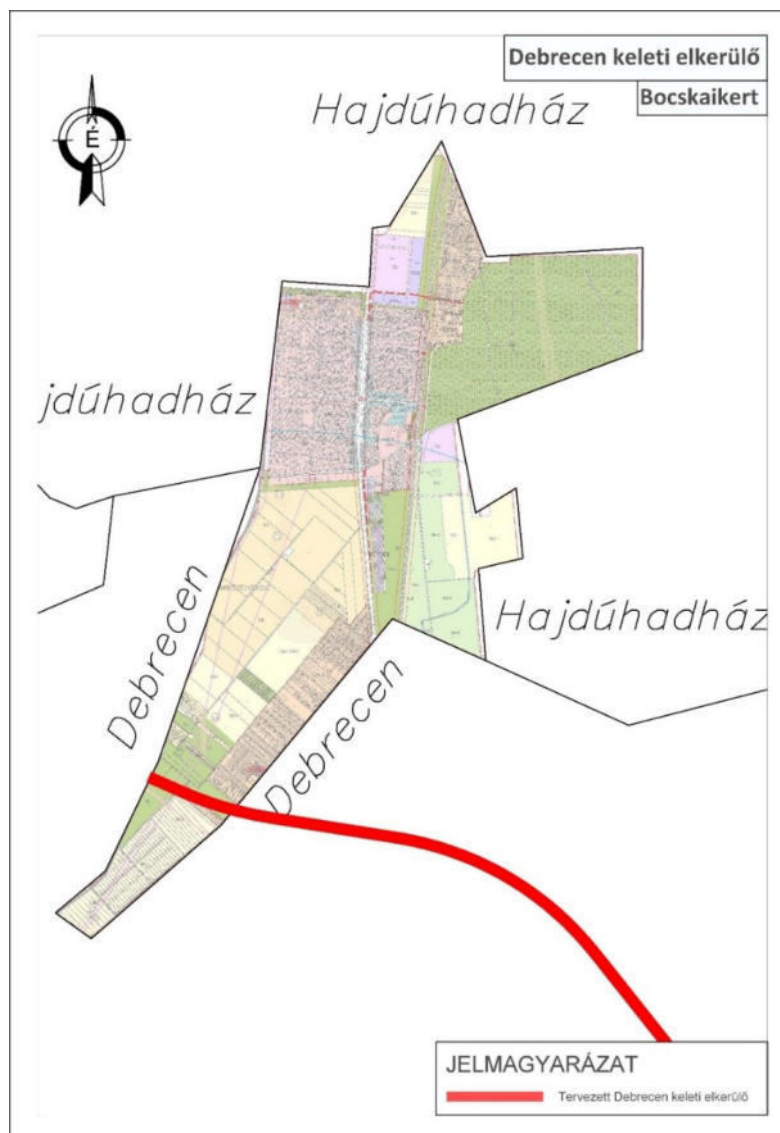 Debrecen keleti elkerülő
Bocskaikert
É
Hajdúhadház
jdúhadház
Debrecen
Hajdúhadház
Debrecen
JELMAGYARÁZAT
Tervezett Debrecen keleti elkerülő